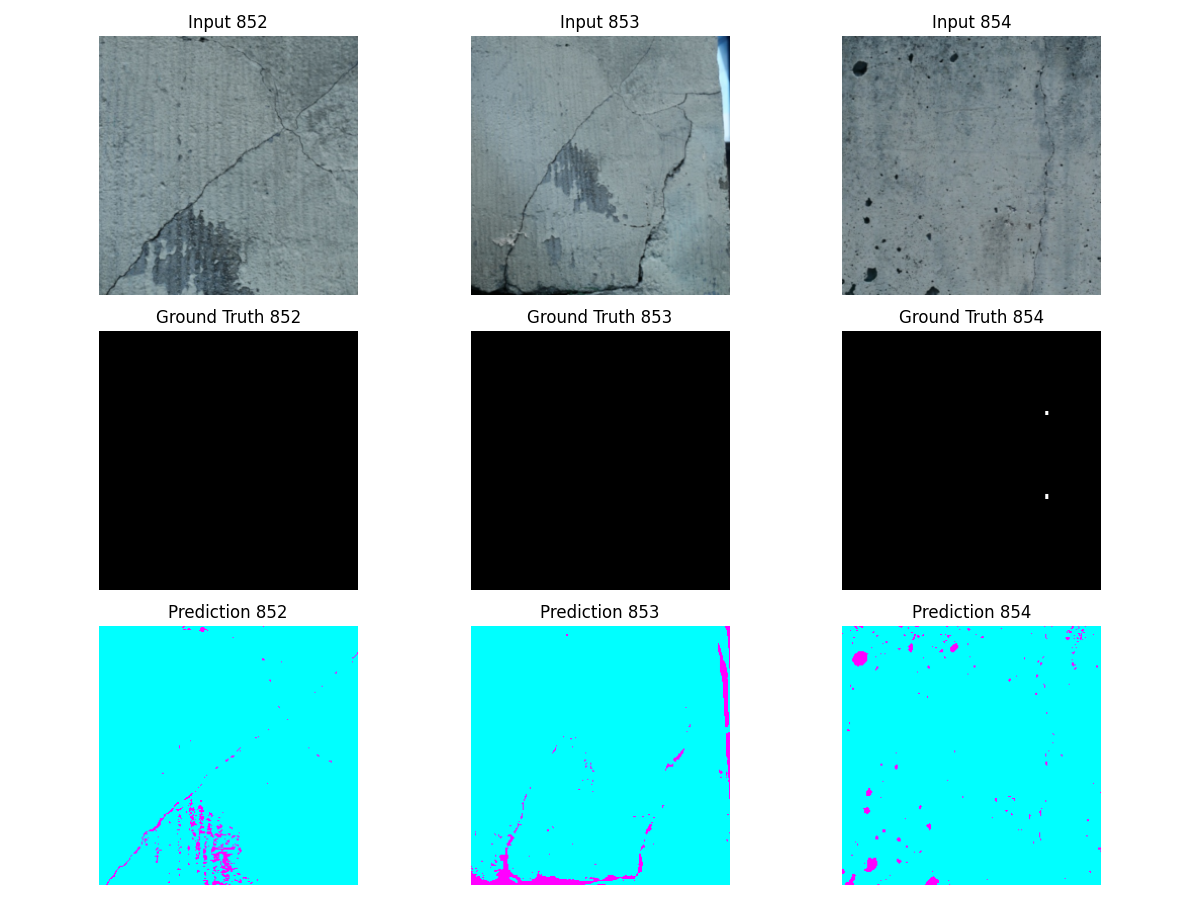 Input 852
Input 853
Input 854
Ground Truth 852
Ground Truth 853
Ground Truth 854
Prediction 852
Prediction 853
Prediction 854